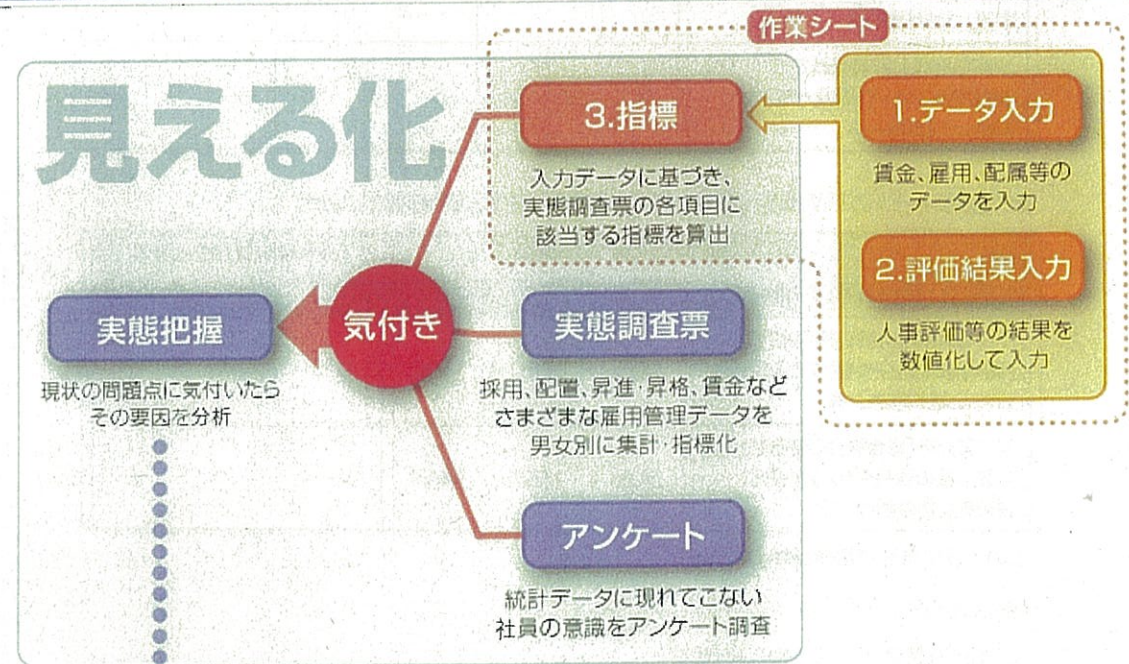 作業シート
見える化
3.指標
入力データに基づき、
実態調査票の各項目に
該当する指標を算出
1.データ入力
賃金、雇用、配属等の
データを入力
2.評価結果入力
人事評価等の結果を
数値化して入力
気付き
実態把握
現状の問題点に気付いたら
その要因を分析
実態調査票
採用、配置、昇進・昇格、賃金など
さまざまな雇用管理データを
男女別に集計・指標化
アンケート
統計データに現れてこない
社員の意識をアンケート調査